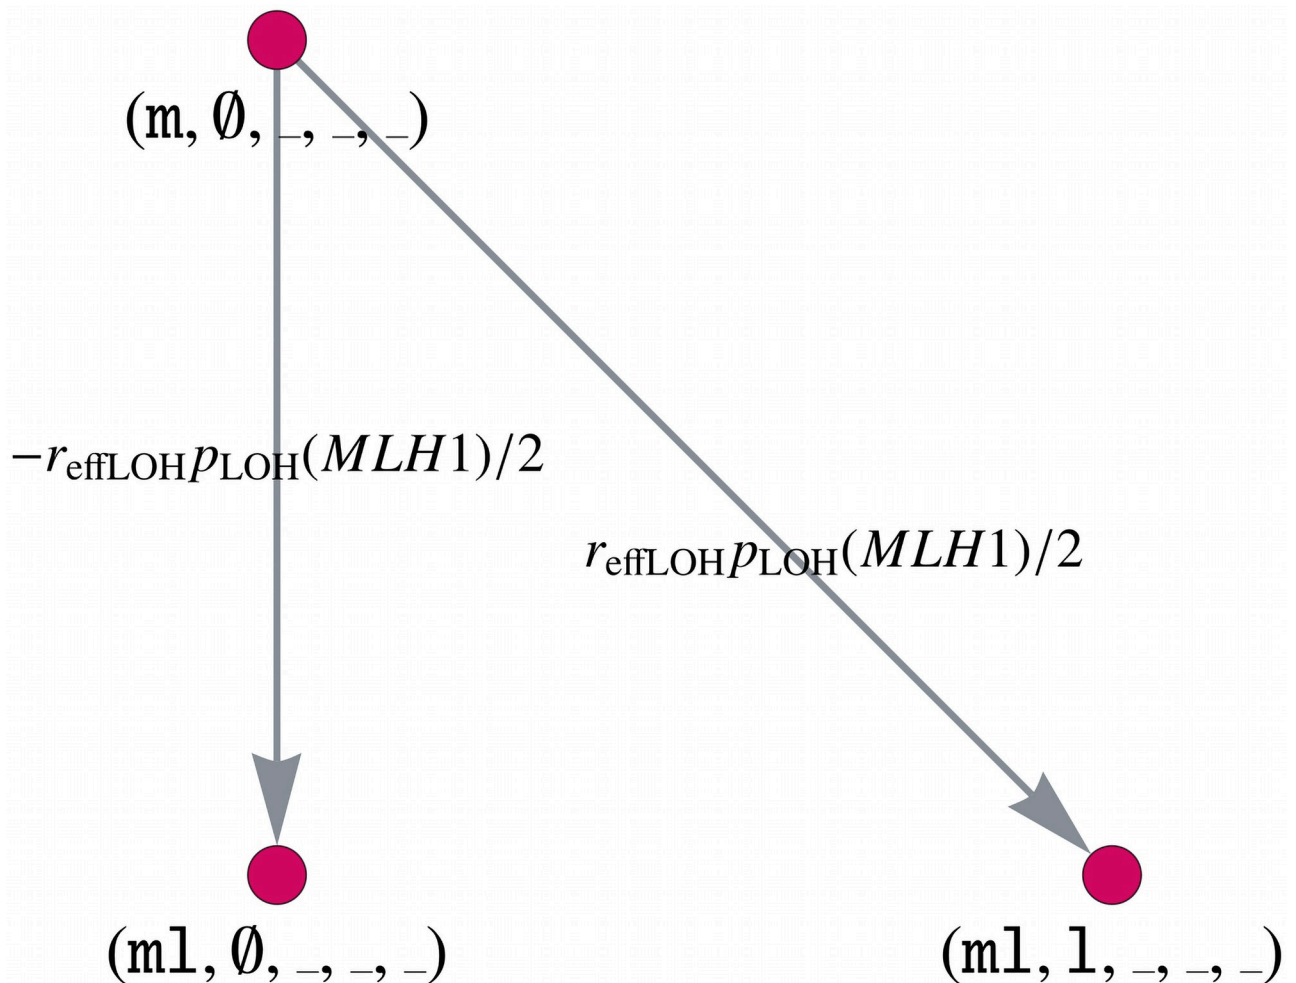 (m, ∅, _, _, _)
−r_effLOH p_LOH(MLH1)/2
r_effLOH p_LOH(MLH1)/2
(ml, ∅, _, _, _)
(ml, l, _, _, _)